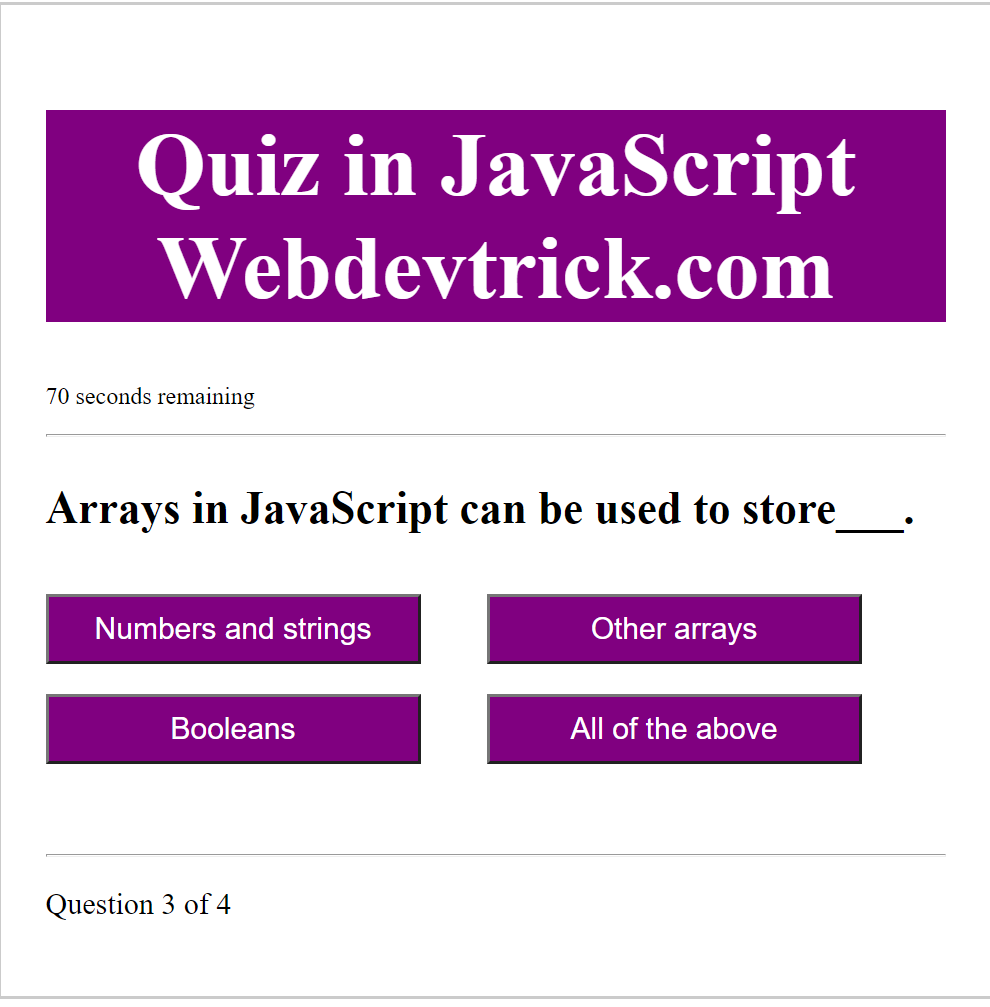 Quiz in JavaScript
Webdevtrick.com
70 seconds remaining
Arrays in JavaScript can be used to store___.
Numbers and strings
Other arrays
Booleans
All of the above
Question 3 of 4